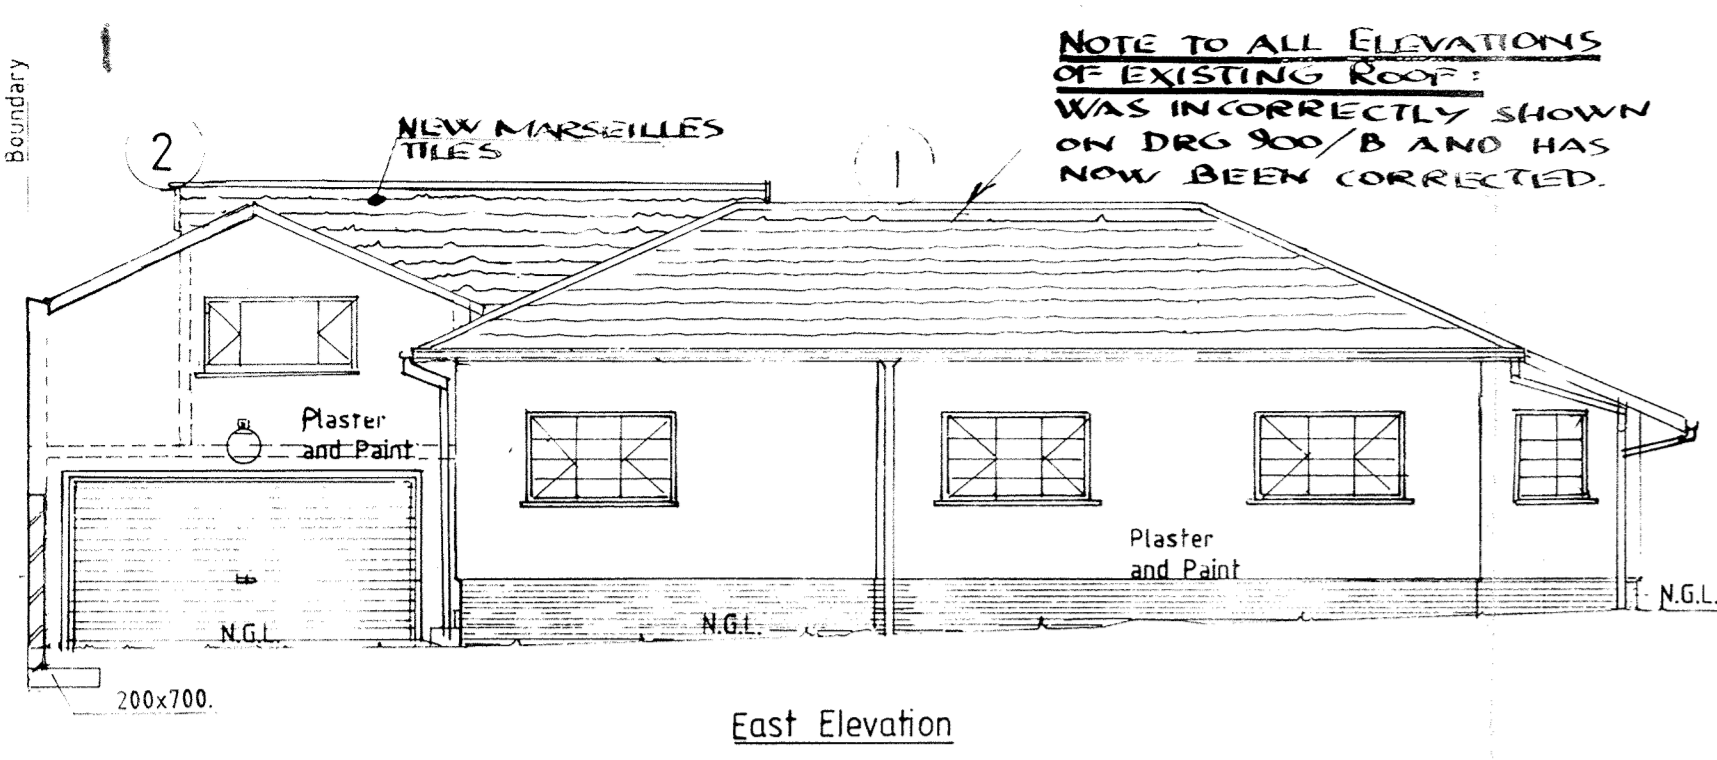 Boundary
2
NEW MARSEILLES
TILES
1
NOTE TO ALL ELEVATIONS
OF EXISTING ROOF:
WAS INCORRECTLY SHOWN
ON DRG 900/B AND HAS
NOW BEEN CORRECTED.
Plaster
and Paint
Plaster
and Paint
N.G.L.
N.G.L.
N.G.L.
200x700.
East Elevation